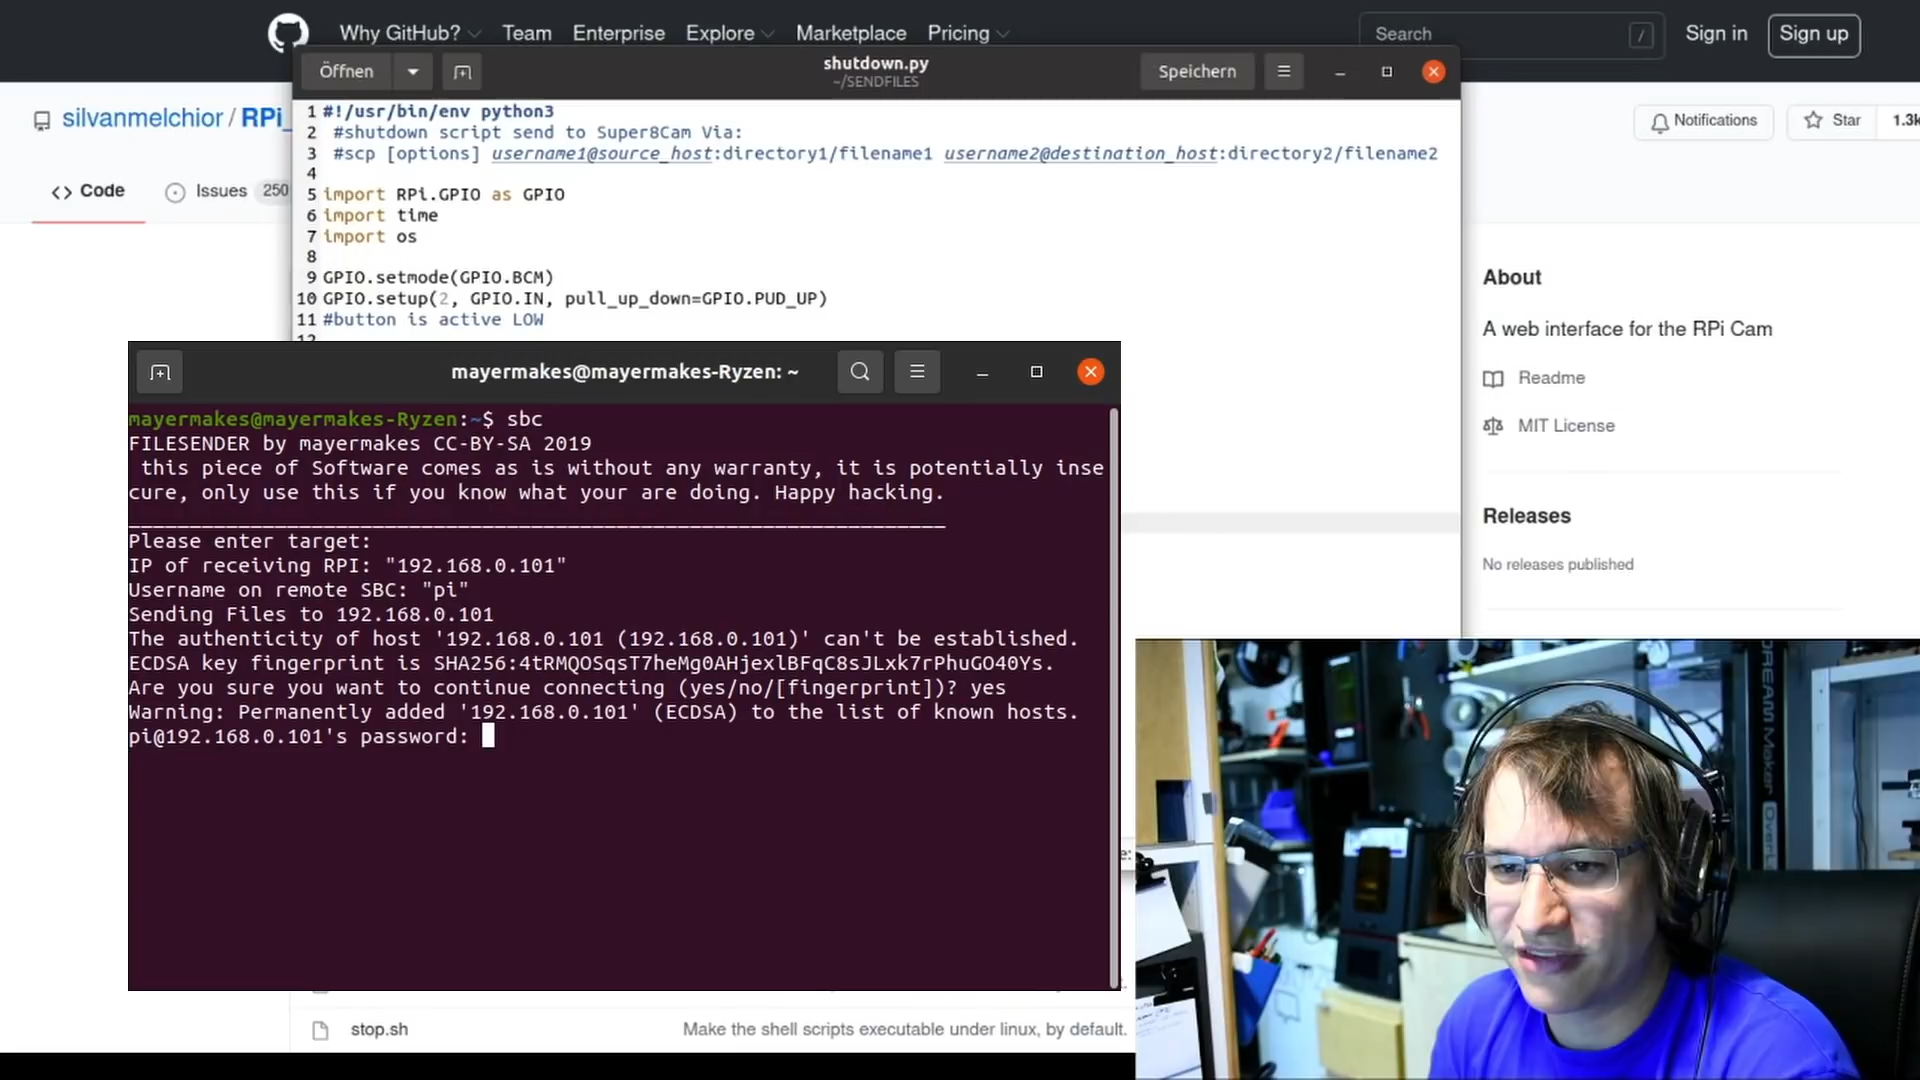 Why GitHub? Team Enterprise Explore Marketplace Pricing Search / Sign in Sign up
silvanmelchior / RPi_
Notifications Star 1.3k
Code Issues 250
Öffnen shutdown.py Speichern
~/SENDFILES
1 #!/usr/bin/env python3
2 #shutdown script send to Super8Cam Via:
3 #scp [options] username1@source_host:directory1/filename1 username2@destination_host:directory2/filename2
4
5 import RPi.GPIO as GPIO
6 import time
7 import os
8
9 GPIO.setmode(GPIO.BCM)
10 GPIO.setup(2, GPIO.IN, pull_up_down=GPIO.PUD_UP)
11 #button is active LOW
12
mayermakes@mayermakes-Ryzen: ~
mayermakes@mayermakes-Ryzen:~$ sbc
FILESENDER by mayermakes CC-BY-SA 2019
this piece of Software comes as is without any warranty, it is potentially inse
cure, only use this if you know what your are doing. Happy hacking.
___________________________________________________________________
Please enter target:
IP of receiving RPI: "192.168.0.101"
Username on remote SBC: "pi"
Sending Files to 192.168.0.101
The authenticity of host '192.168.0.101 (192.168.0.101)' can't be established.
ECDSA key fingerprint is SHA256:4tRMQOSqsT7heMg0AHjexlBFqC8sJLxk7rPhuGO40Ys.
Are you sure you want to continue connecting (yes/no/[fingerprint])? yes
Warning: Permanently added '192.168.0.101' (ECDSA) to the list of known hosts.
pi@192.168.0.101's password:
About
A web interface for the RPi Cam
Readme
MIT License
Releases
No releases published
stop.sh Make the shell scripts executable under linux, by default.
DREAM Maker